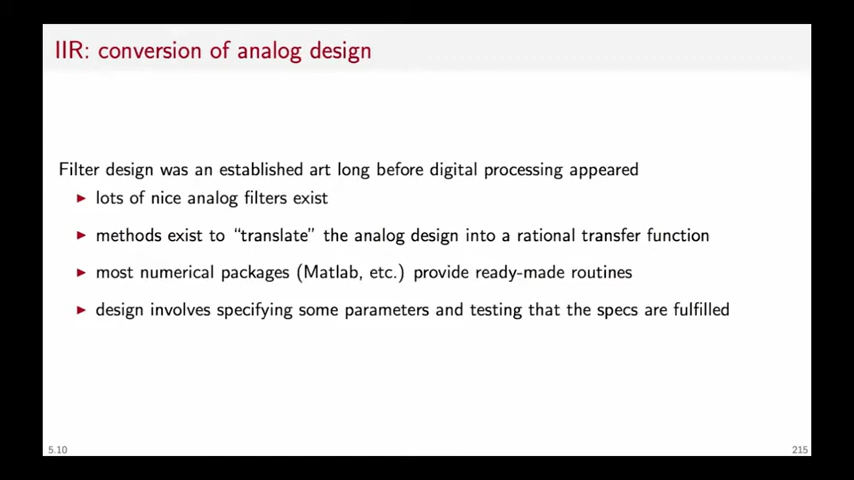 IIR: conversion of analog design
Filter design was an established art long before digital processing appeared
▶ lots of nice analog filters exist
▶ methods exist to “translate” the analog design into a rational transfer function
▶ most numerical packages (Matlab, etc.) provide ready-made routines
▶ design involves specifying some parameters and testing that the specs are fulfilled
5.10
215